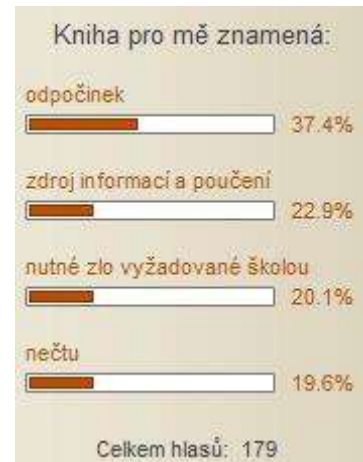 Kniha pro mě znamená:
odpočinek
37.4%
zdroj informací a poučení
22.9%
nutné zlo vyžadované školou
20.1%
nečtu
19.6%
Celkem hlasů: 179